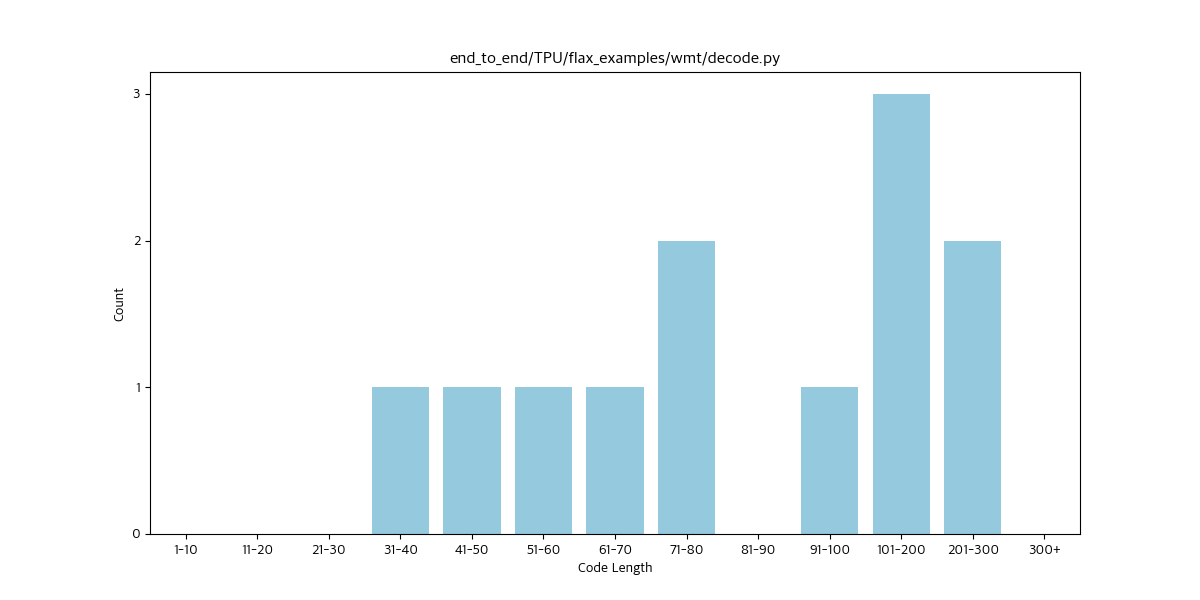 end_to_end/TPU/flax_examples/wmt/decode.py
3
2
1
0
Count
1-10 11-20 21-30 31-40 41-50 51-60 61-70 71-80 81-90 91-100 101-200 201-300 300+
Code Length